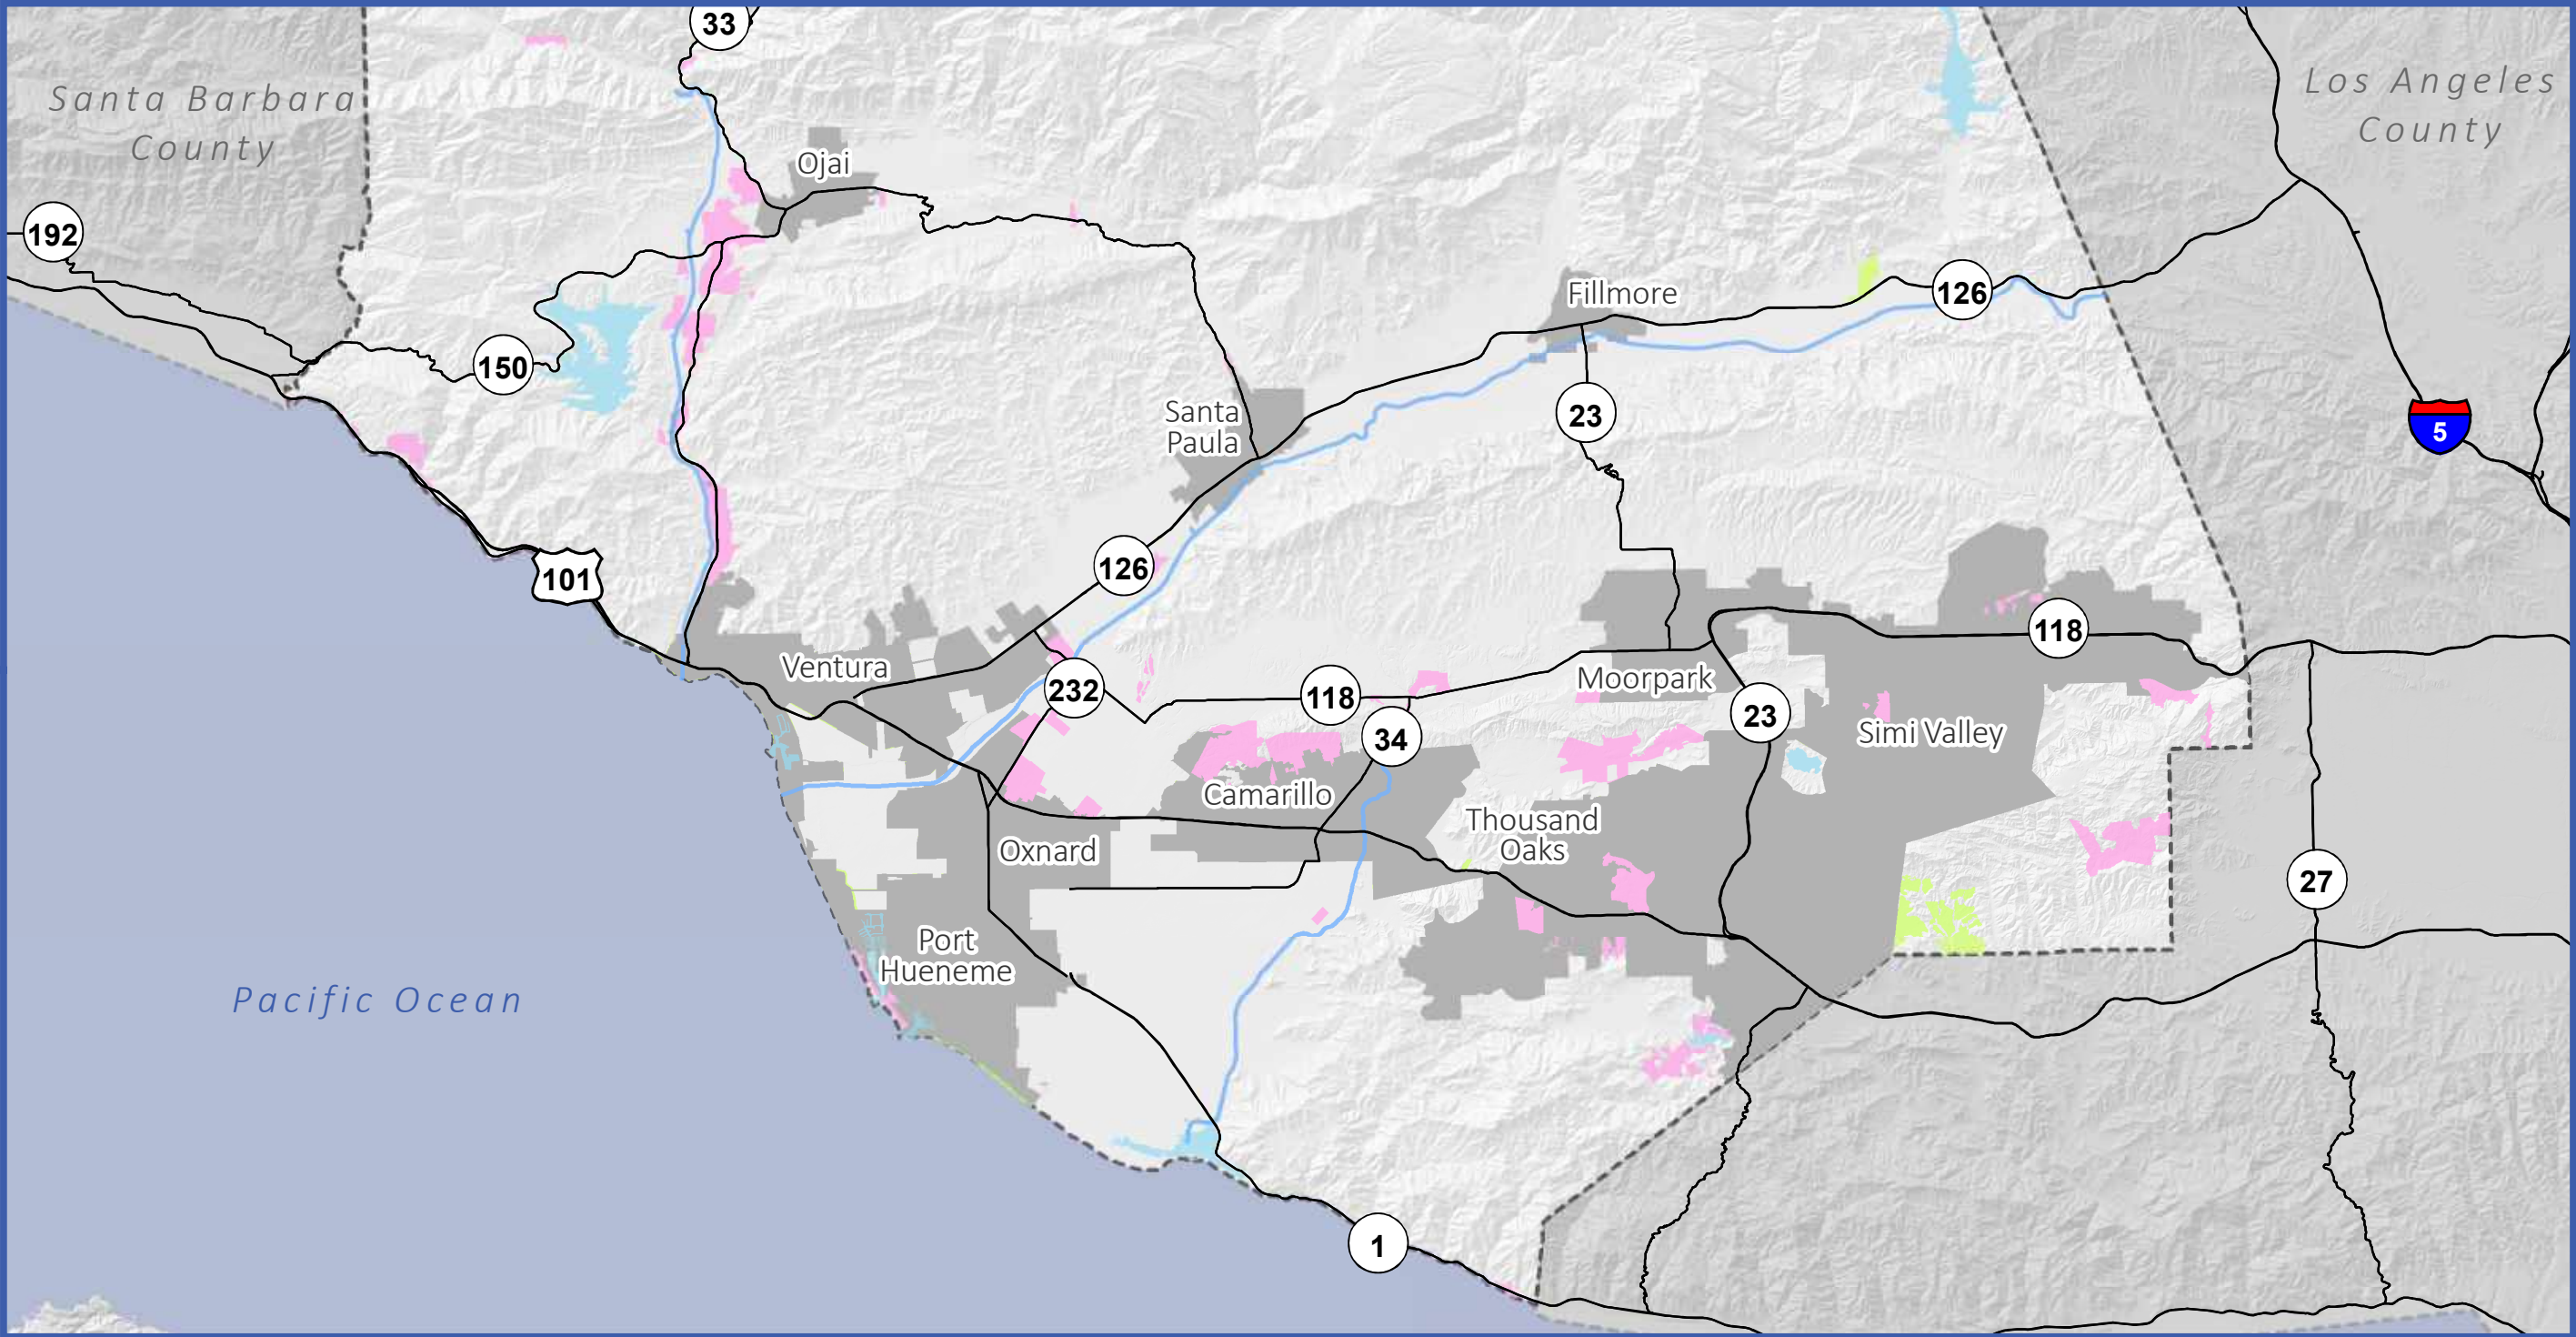 33
Santa Barbara
County
Los Angeles
County
Ojai
192
126
Fillmore
150
Santa
Paula
23
5
101
126
118
Ventura
232
118
Moorpark
23
34
Simi Valley
Camarillo
Thousand
Oaks
Oxnard
27
Port
Hueneme
Pacific Ocean
1